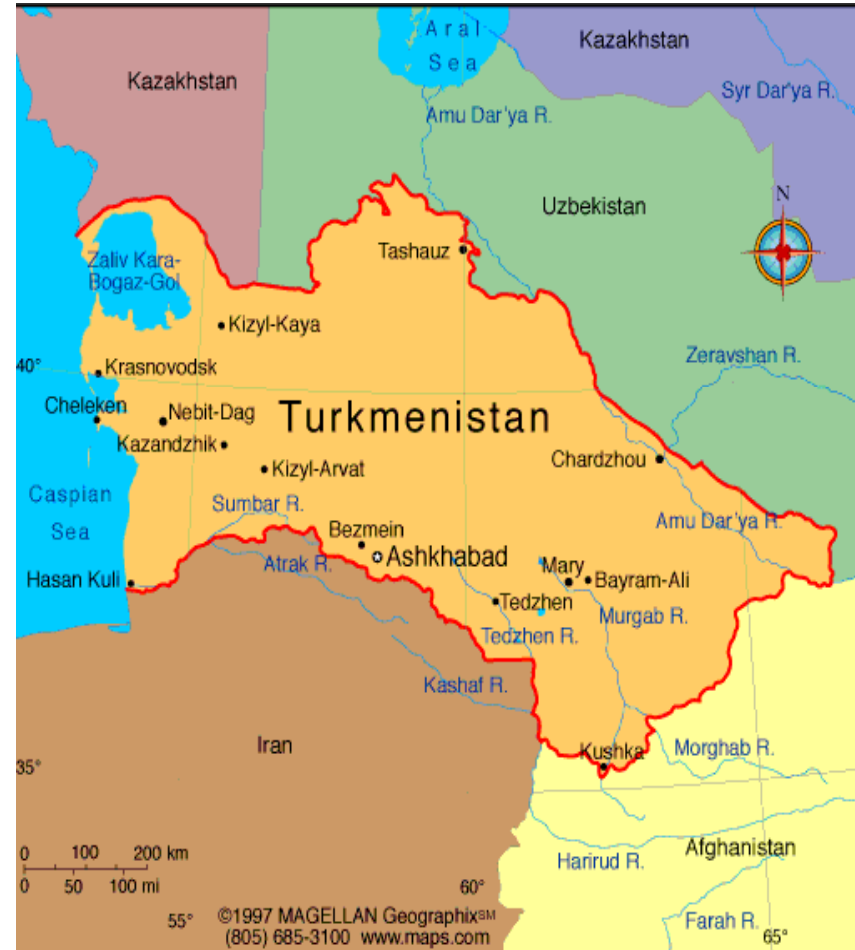 Aral
Sea
Kazakhstan
Kazakhstan
Syr Dar'ya R.
Amu Dar'ya R.
N
Uzbekistan
Tashauz
Zaliv Kara-
Bogaz-Gol
Kizyl-Kaya
Zeravshan R.
40°
Krasnovodsk
Cheleken
Nebit-Dag
Turkmenistan
Kazandzhik
Chardzhou
Kizyl-Arvat
Caspian
Sea
Sumbar R.
Amu Dar'ya R.
Bezmein
Ashkhabad
Atrak R.
Mary
Hasan Kuli
Bayram-Ali
Tedzhen
Murgab R.
Tedzhen R.
Kashaf R.
Iran
Kushka
Morghab R.
35°
0 100 200 km
0 50 100 mi
Afghanistan
Harirud R.
60°
55°
©1997 MAGELLAN Geographix℠
Farah R.
65°
(805) 685-3100 www.maps.com